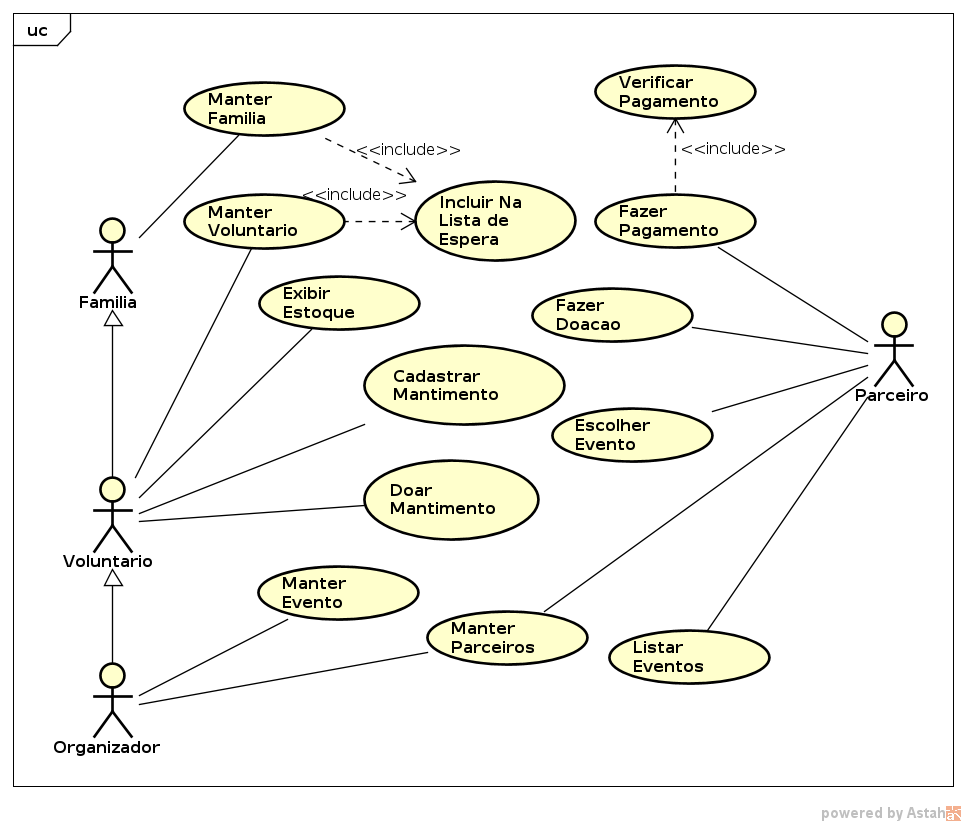 uc
Manter
Familia
Verificar
Pagamento
<<include>>
<<include>>
<<include>>
Manter
Voluntario
Incluir Na
Lista de
Espera
Fazer
Pagamento
Familia
Exibir
Estoque
Fazer
Doacao
Cadastrar
Mantimento
Parceiro
Escolher
Evento
Doar
Mantimento
Voluntario
Manter
Evento
Manter
Parceiros
Listar
Eventos
Organizador
powered by Astah